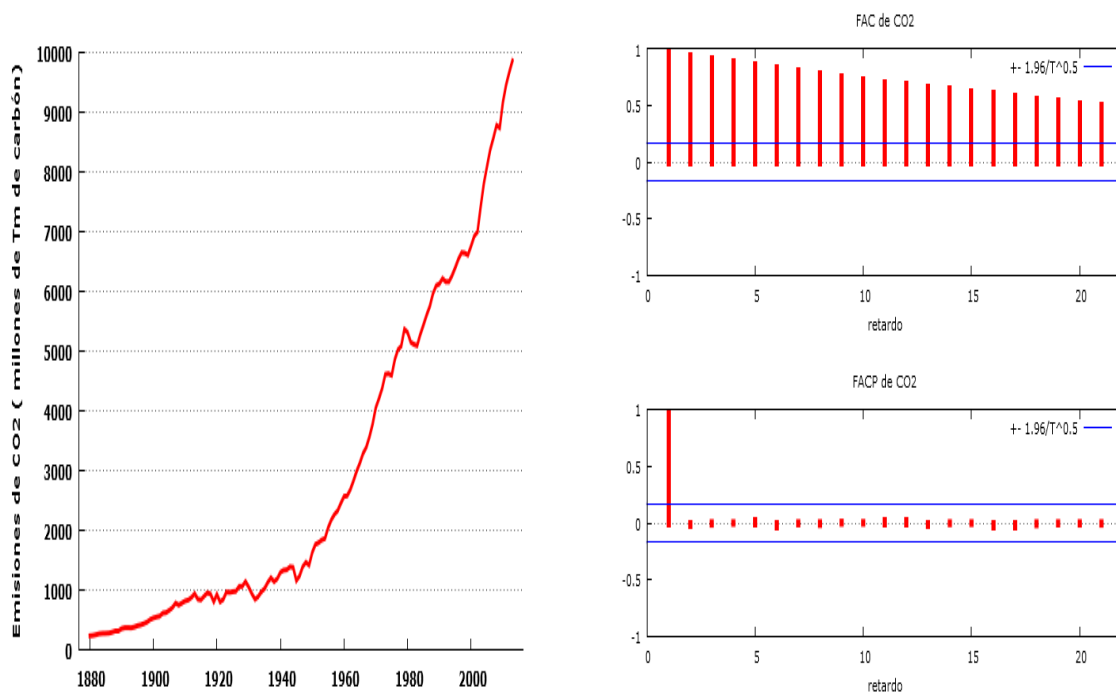 Emisiones de CO2 ( millones de Tm de carbón)
10000
9000
8000
7000
6000
5000
4000
3000
2000
1000
0
1880 1900 1920 1940 1960 1980 2000
FAC de CO2
+- 1.96/T^0.5
1
0.5
0
-0.5
-1
0 5 10 15 20
retardo
FACP de CO2
+- 1.96/T^0.5
1
0.5
0
-0.5
-1
0 5 10 15 20
retardo